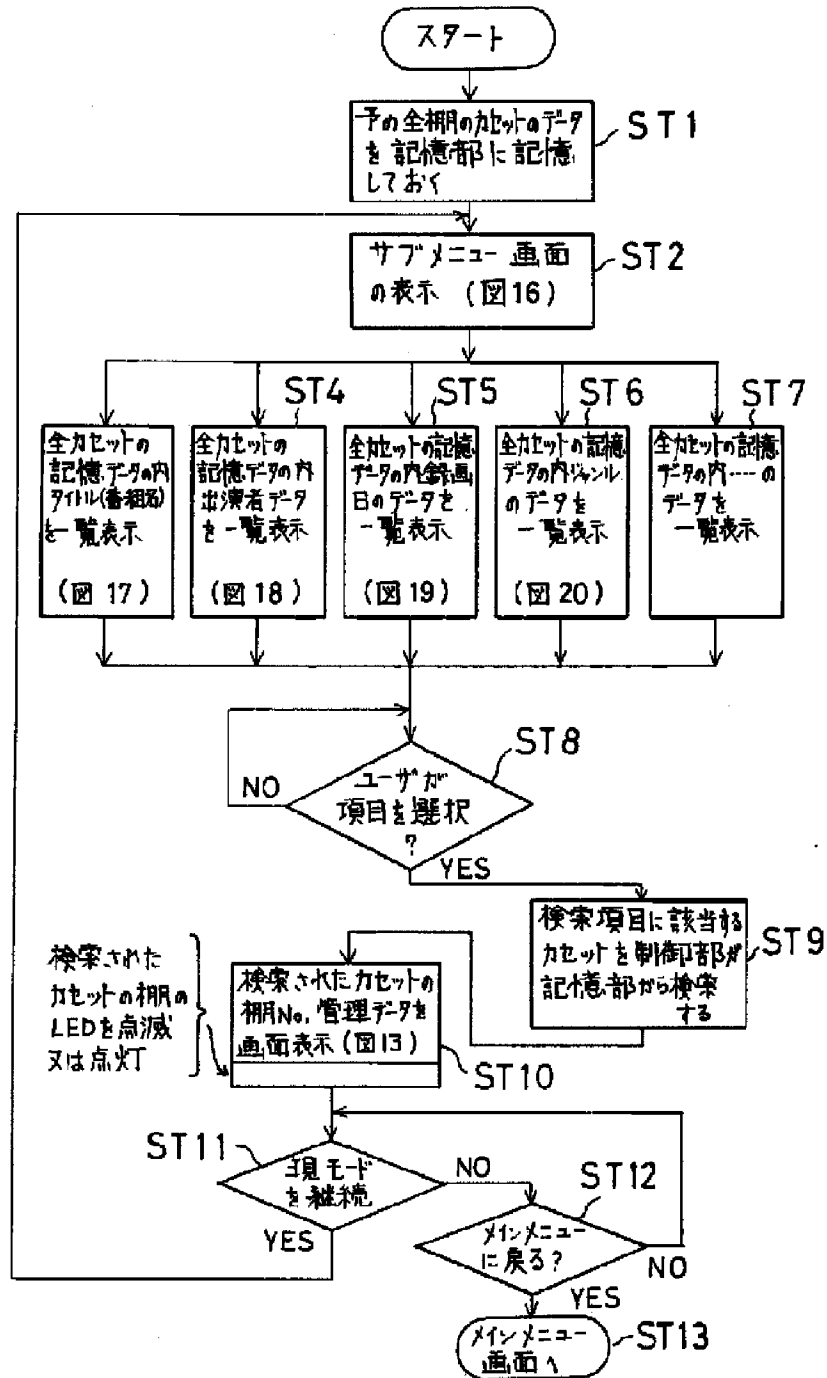 スタート
予の全棚のカセットのデータ
を記憶部に記憶
しておく
ST1
サブメニュー画面
の表示 (図16)
ST2
全カセットの
記憶データの内
タイトル(番組名)
を一覧表示
(図17)
ST4
全カセットの
記憶データの内
出演者データ
を一覧表示
(図18)
ST5
全カセットの記憶
データの内録画
日のデータを
一覧表示
(図19)
ST6
全カセットの記憶
データの内ジャンル
のデータを
一覧表示
(図20)
ST7
全カセットの記憶
データの内‥‥の
データを
一覧表示
ST8
ユーザが
項目を選択
?
NO
YES
検索項目に該当する
カセットを制御部が
記憶部から検索
する
ST9
検索された
カセットの棚の
LEDを点滅
又は点灯
検索されたカセットの
棚No.管理データを
画面表示(図13)
ST10
ST11
現モード
を継続
NO
YES
ST12
メインメニュー
に戻る?
NO
YES
メインメニュー
画面へ
ST13